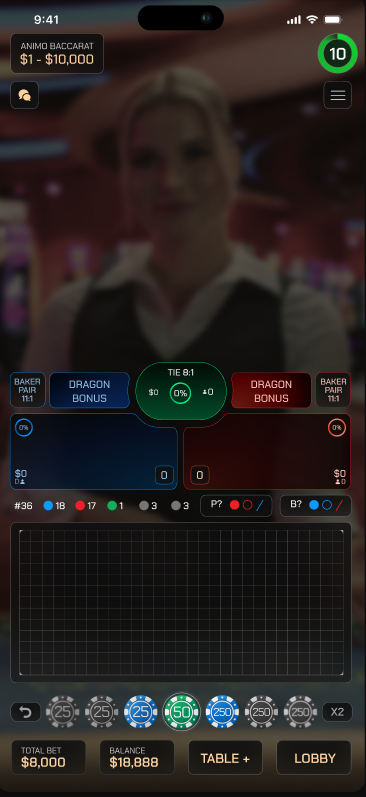 9:41
ANIMO BACCARAT
$1 - $10,000
10
TIE 8:1
$0
0%
0
BAKER
PAIR
11:1
DRAGON
BONUS
DRAGON
BONUS
BAKER
PAIR
11:1
0%
0%
$0
0
0
0
$0
0
#36
18
17
1
3
3
P?
B?
25
25
25
50
250
250
250
X2
TOTAL BET
$8,000
BALANCE
$18,888
TABLE +
LOBBY